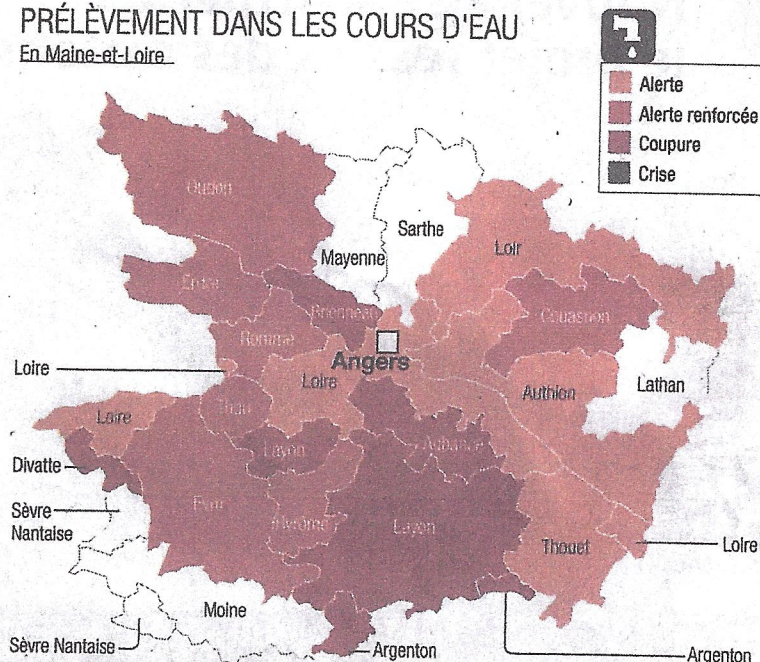 PRÉLÈVEMENT DANS LES COURS D'EAU
En Maine-et-Loire
Alerte
Alerte renforcée
Coupure
Crise
Oudon
Mayenne
Sarthe
Loir
Erdre
Brionneau
Couasnon
Romme
Angers
Loire
Loire
Authion
Lathan
Loire
Thau
Layon
Aubance
Divatte
Sèvre
Nantaise
Evre
Hyrôme
Layon
Thouet
Loire
Moine
Sèvre Nantaise
Argenton
Argenton